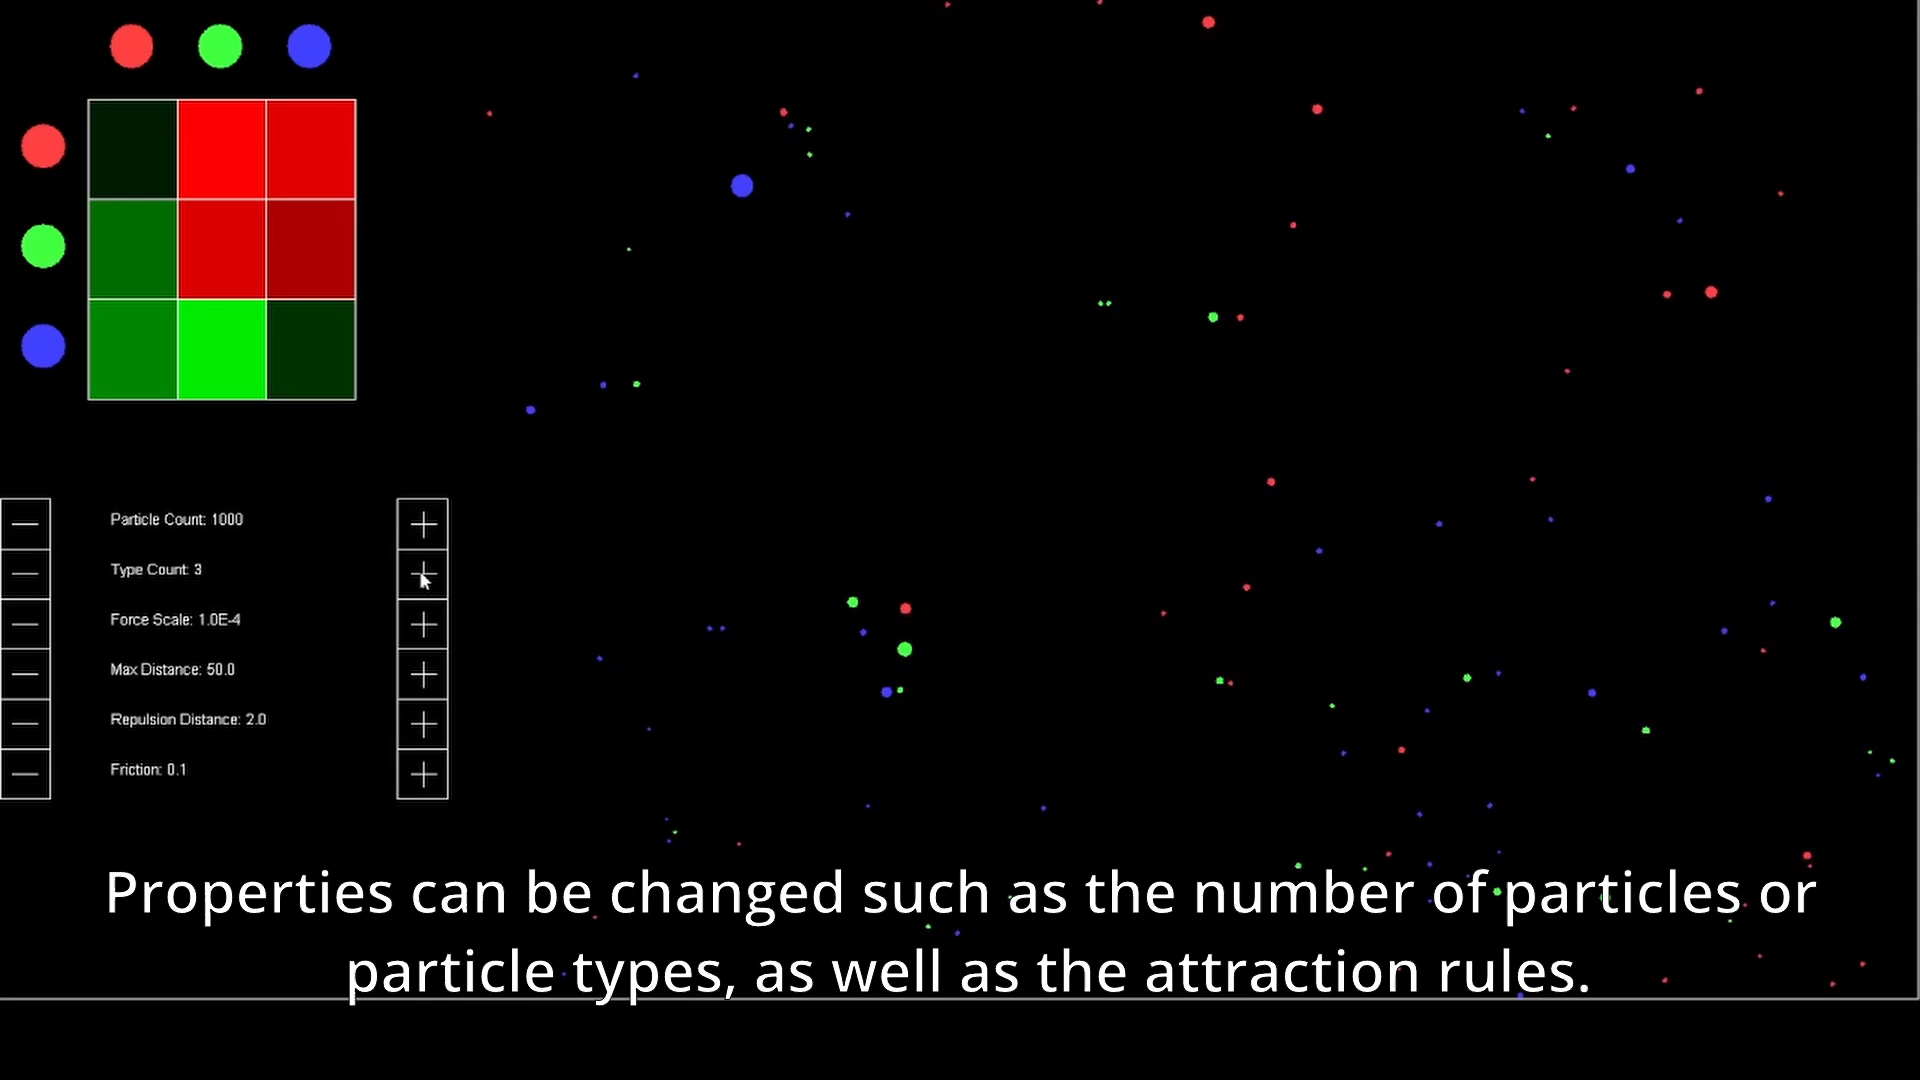 Particle Count: 1000
Type Count: 3
Force Scale: 1.0E-4
Max Distance: 50.0
Repulsion Distance: 2.0
Friction: 0.1
Properties can be changed such as the number of particles or
particle types, as well as the attraction rules.